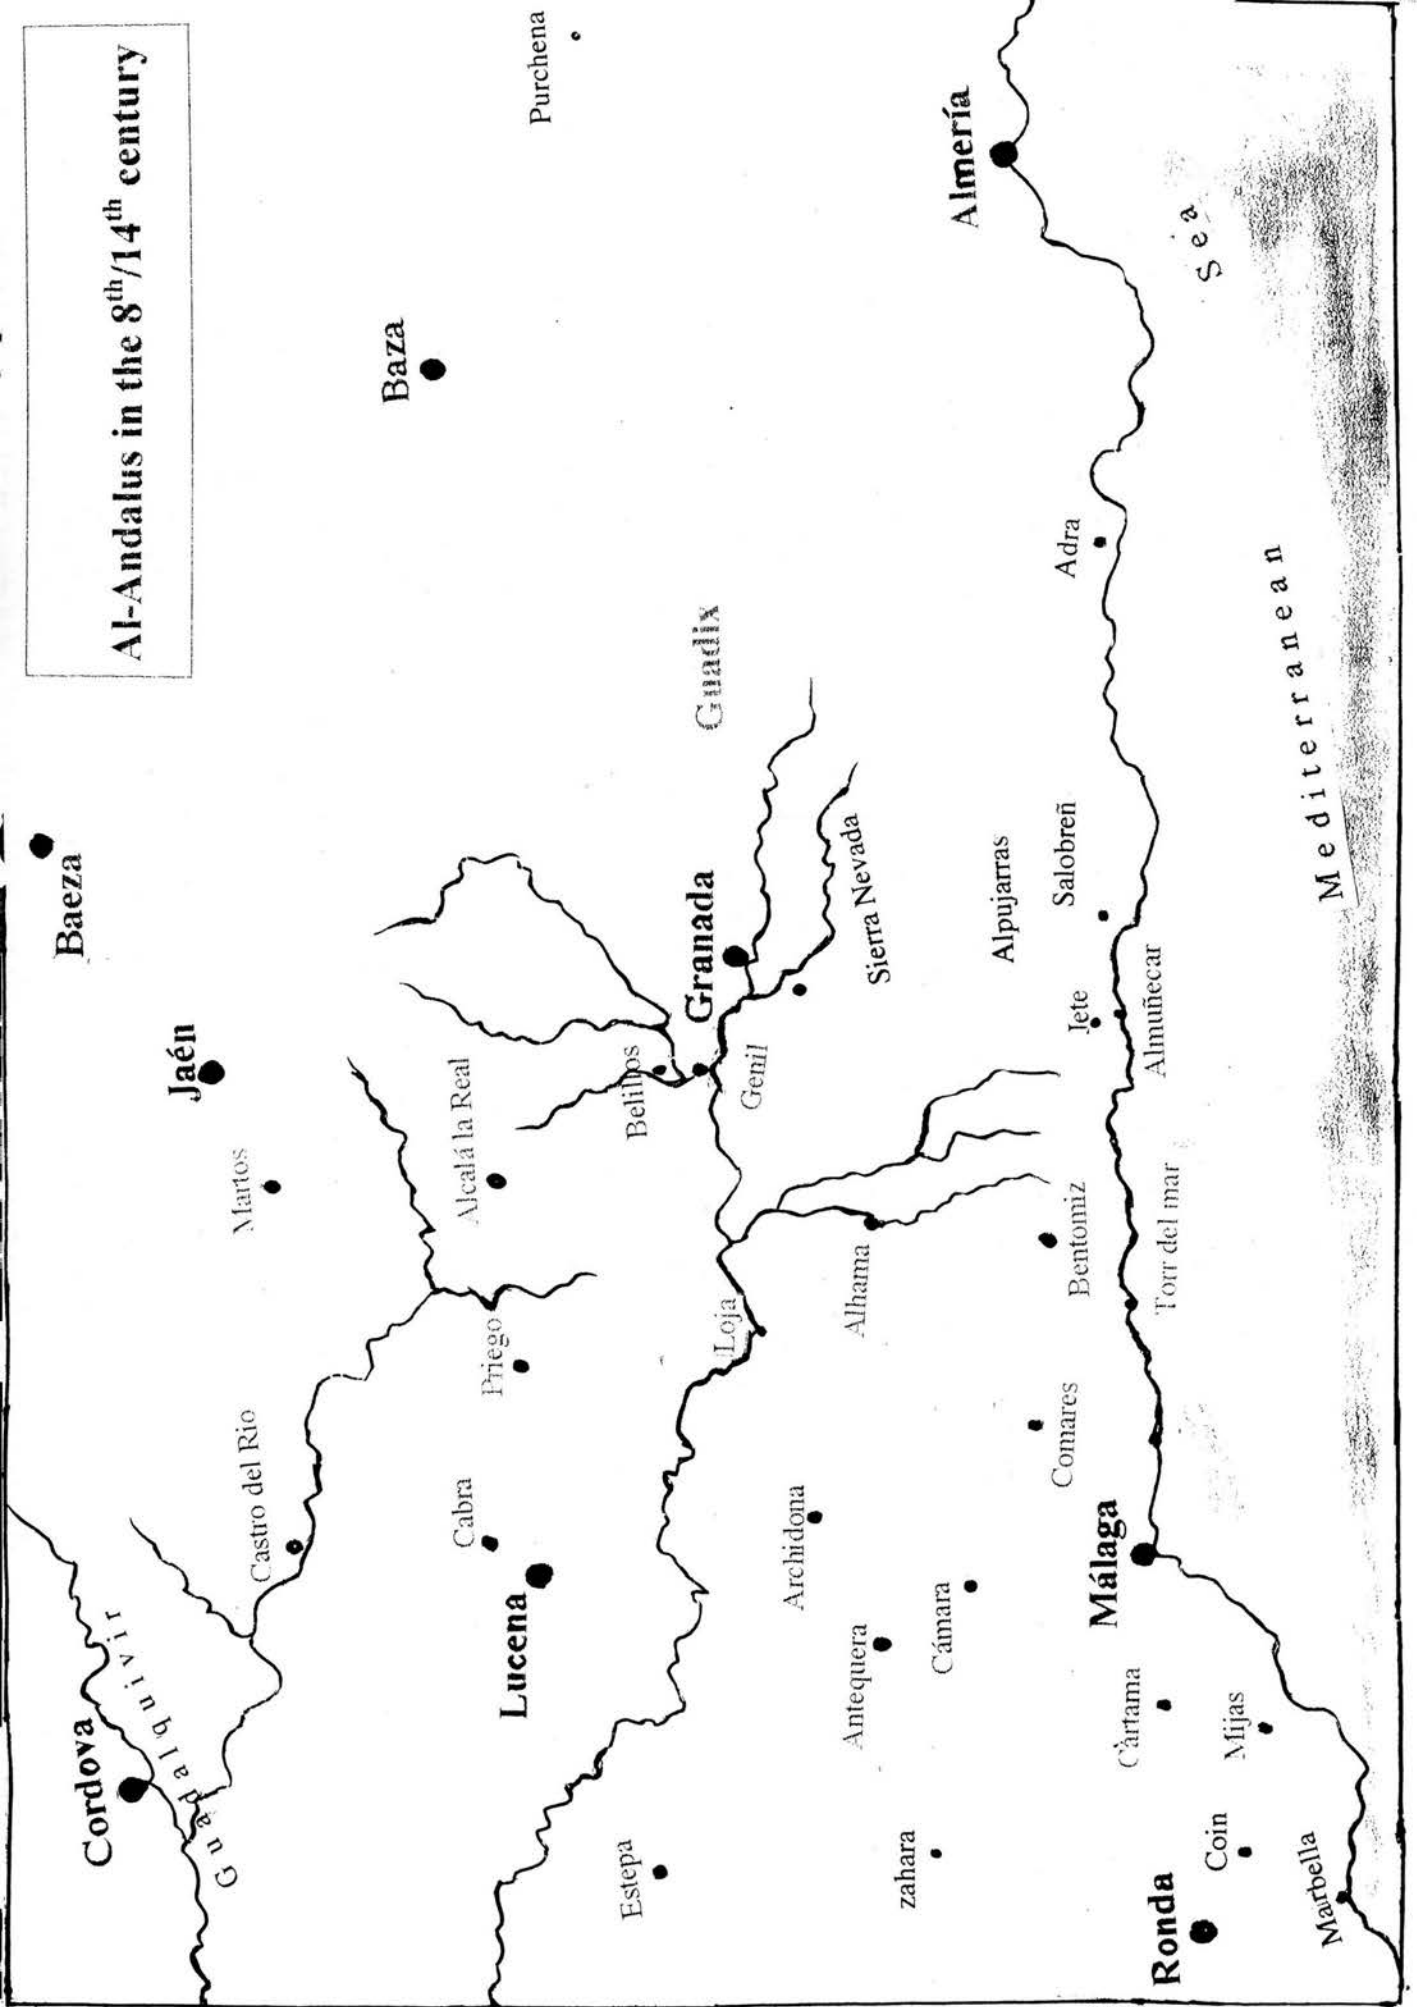 Al-Andalus in the 8th/14th century
Baeza
Jaén
Purchena
Baza
Martos
Cordova
Guadalquivir
Castro del Rio
Alcalá la Real
Priego
Cabra
Lucena
Belillos
Granada
Guadix
Genil
Sierra Nevada
Almería
Loja
Alhama
Archidona
Estepa
Antequera
Cámara
zahara
Alpujarras
Adra
Salobreñ
Jete
Almuñecar
Bentomiz
Torr del mar
Comares
Málaga
Càrtama
Mijas
Coin
Ronda
Marbella
Mediterranean
Sea